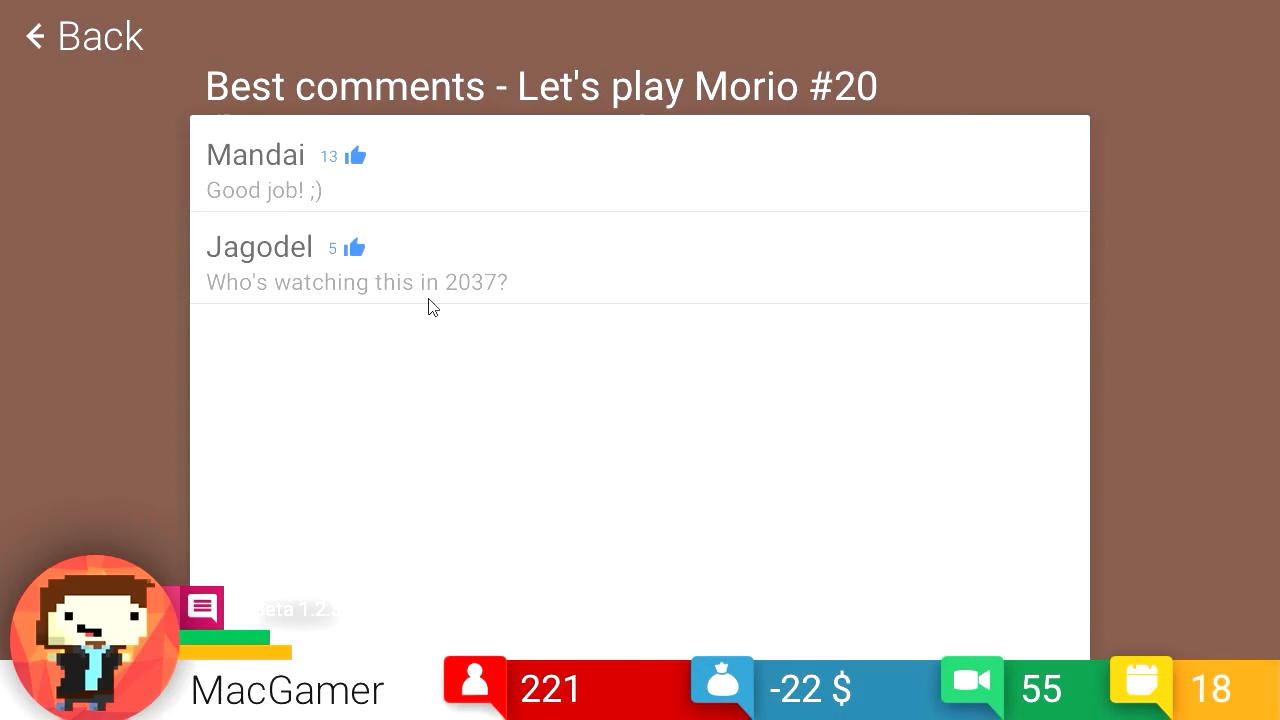 Back
Best comments - Let's play Morio #20
Mandai 13
Good job! ;)
Jagodel 5
Who's watching this in 2037?
MacGamer
221
-22 $
55
18